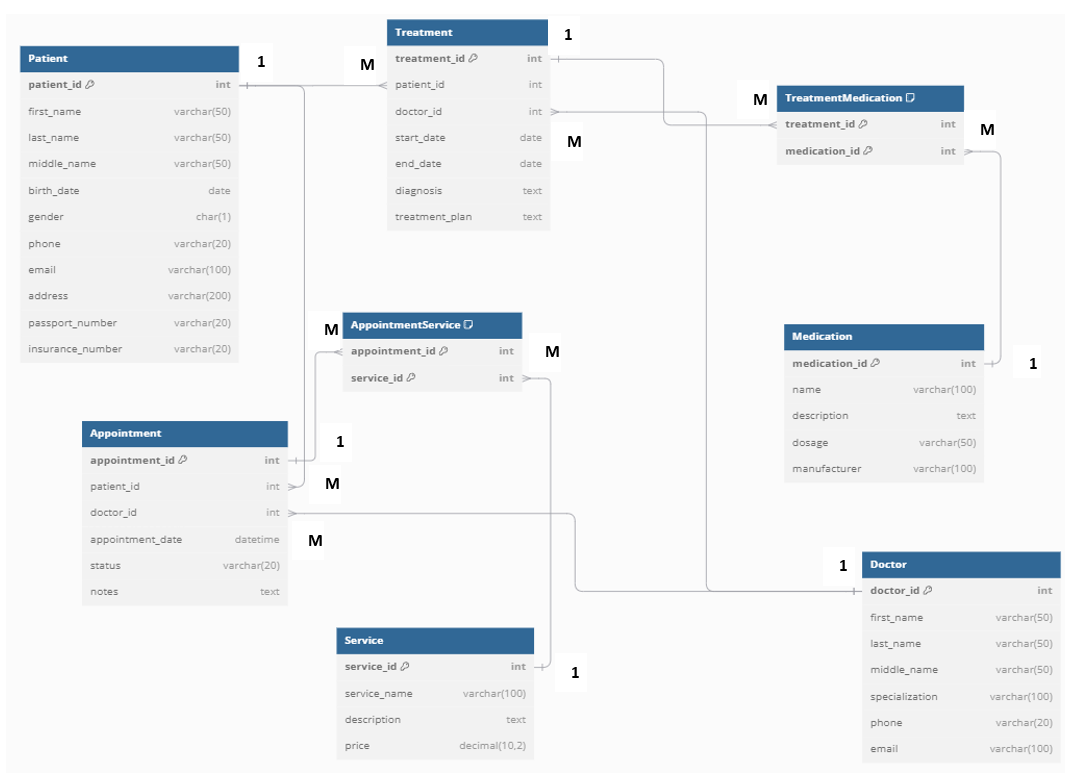 Patient
patient_id int
first_name varchar(50)
last_name varchar(50)
middle_name varchar(50)
birth_date date
gender char(1)
phone varchar(20)
email varchar(100)
address varchar(200)
passport_number varchar(20)
insurance_number varchar(20)
1
M
Treatment
treatment_id int
patient_id int
doctor_id int
start_date date
end_date date
diagnosis text
treatment_plan text
1
M
M
TreatmentMedication
treatment_id int
medication_id int
M
M
AppointmentService
appointment_id int
service_id int
M
Medication
medication_id int
name varchar(100)
description text
dosage varchar(50)
manufacturer varchar(100)
1
Appointment
appointment_id int
patient_id int
doctor_id int
appointment_date datetime
status varchar(20)
notes text
1
M
M
Service
service_id int
service_name varchar(100)
description text
price decimal(10,2)
1
1
Doctor
doctor_id int
first_name varchar(50)
last_name varchar(50)
middle_name varchar(50)
specialization varchar(100)
phone varchar(20)
email varchar(100)